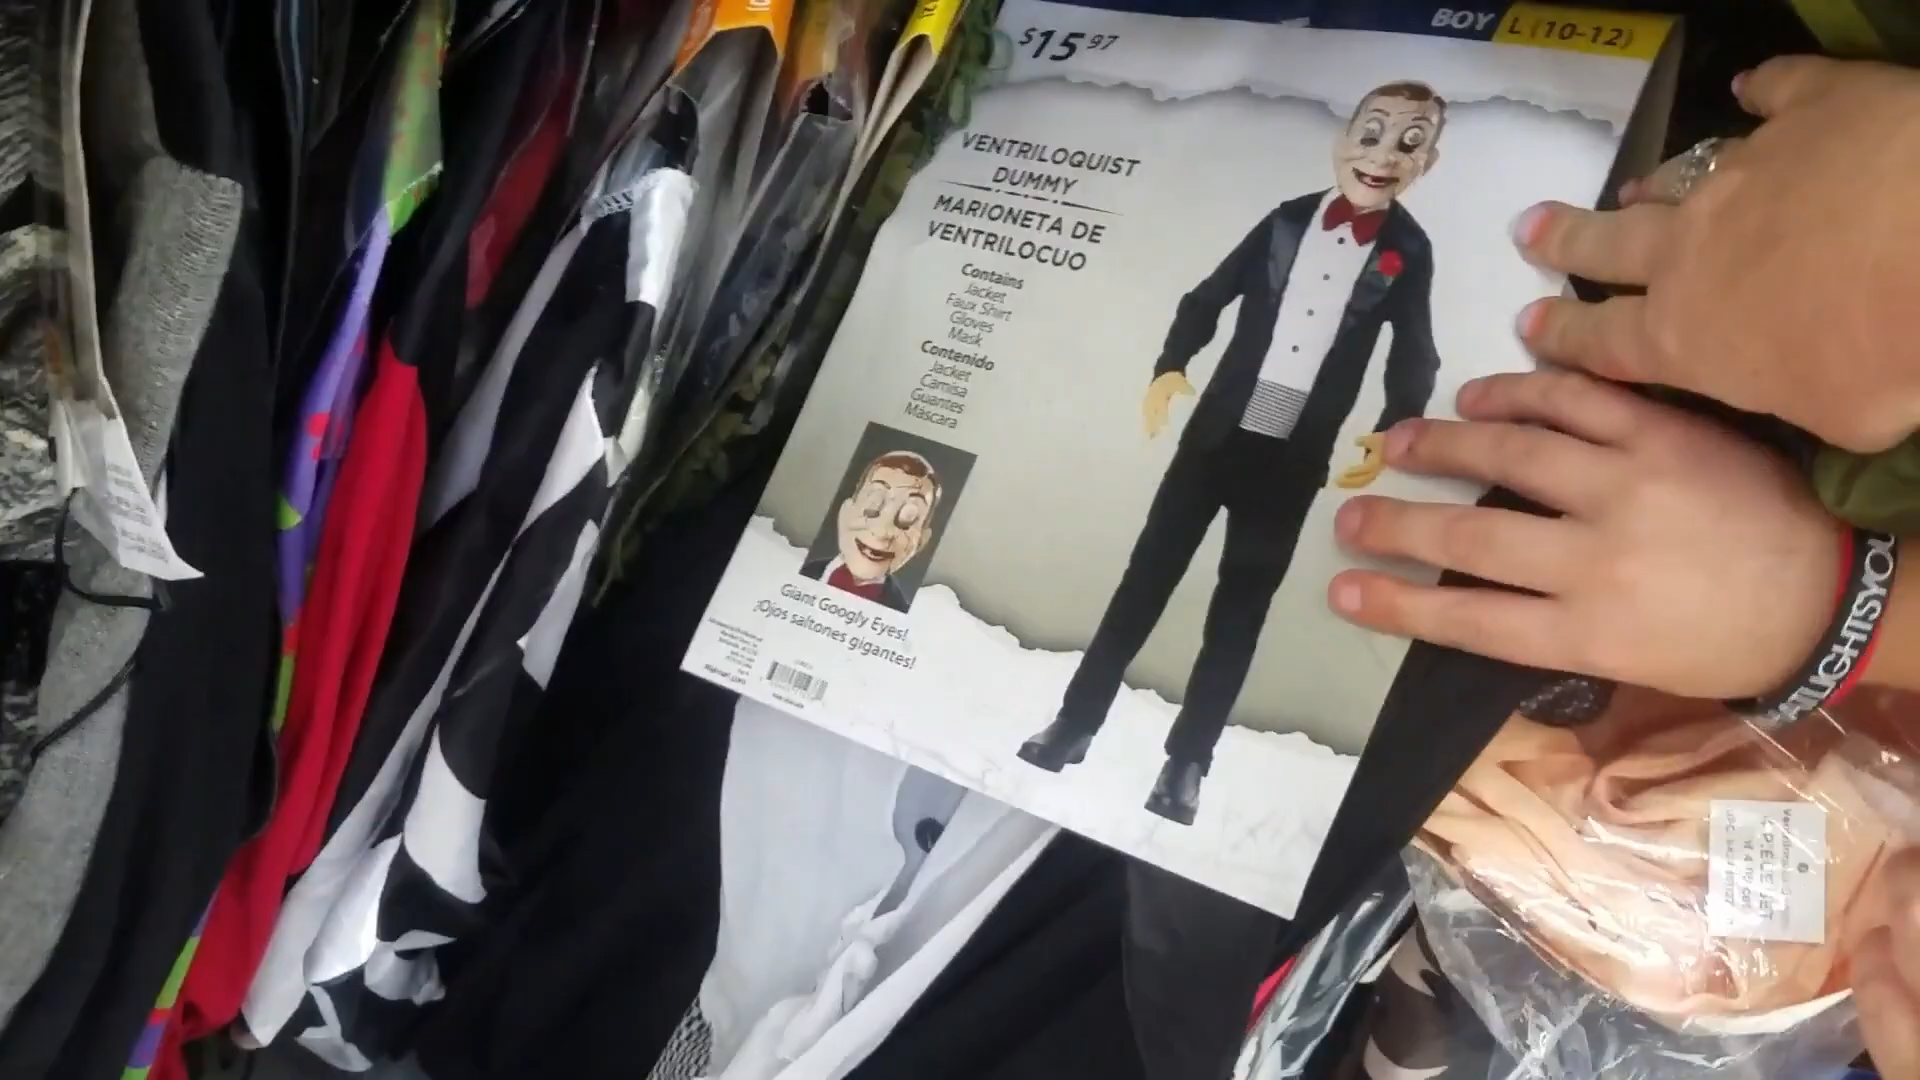 $15 97
BOY L (10-12)
VENTRILOQUIST
DUMMY
MARIONETA DE
VENTRILOCUO
Contains
Jacket
Faux Shirt
Gloves
Mask
Contenido
Jacket
Camisa
Guantes
Máscara
Giant Googly Eyes!
¡Ojos saltones gigantes!